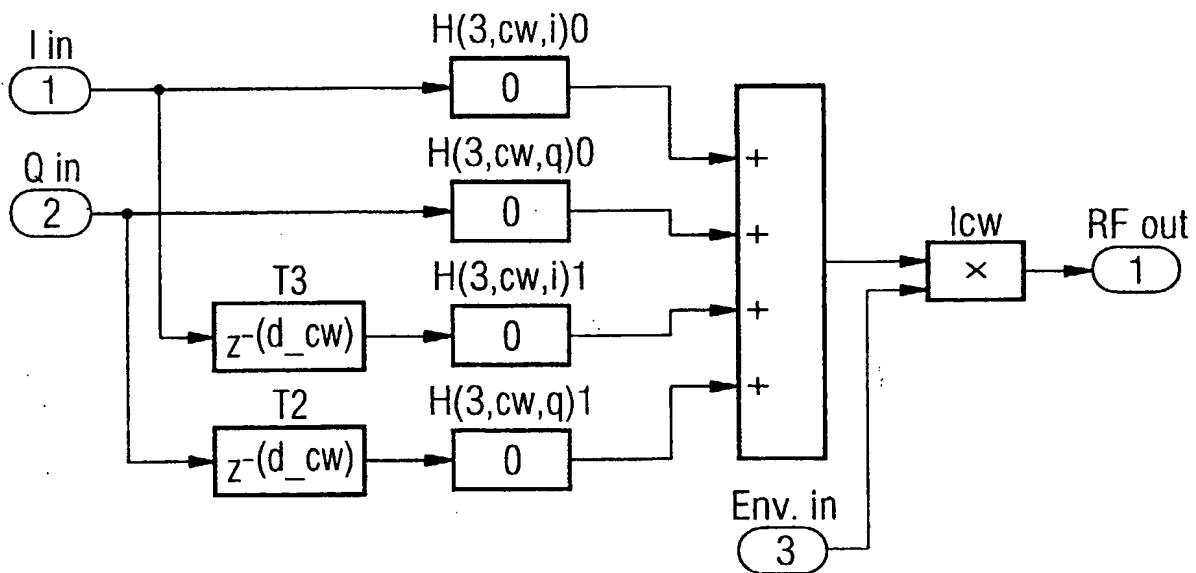 I in
1
H(3,cw,i)0
0
Q in
2
H(3,cw,q)0
0
T3
z-(d_cw)
H(3,cw,i)1
0
T2
z-(d_cw)
H(3,cw,q)1
0
+
+
+
+
Icw
×
RF out
1
Env. in
3